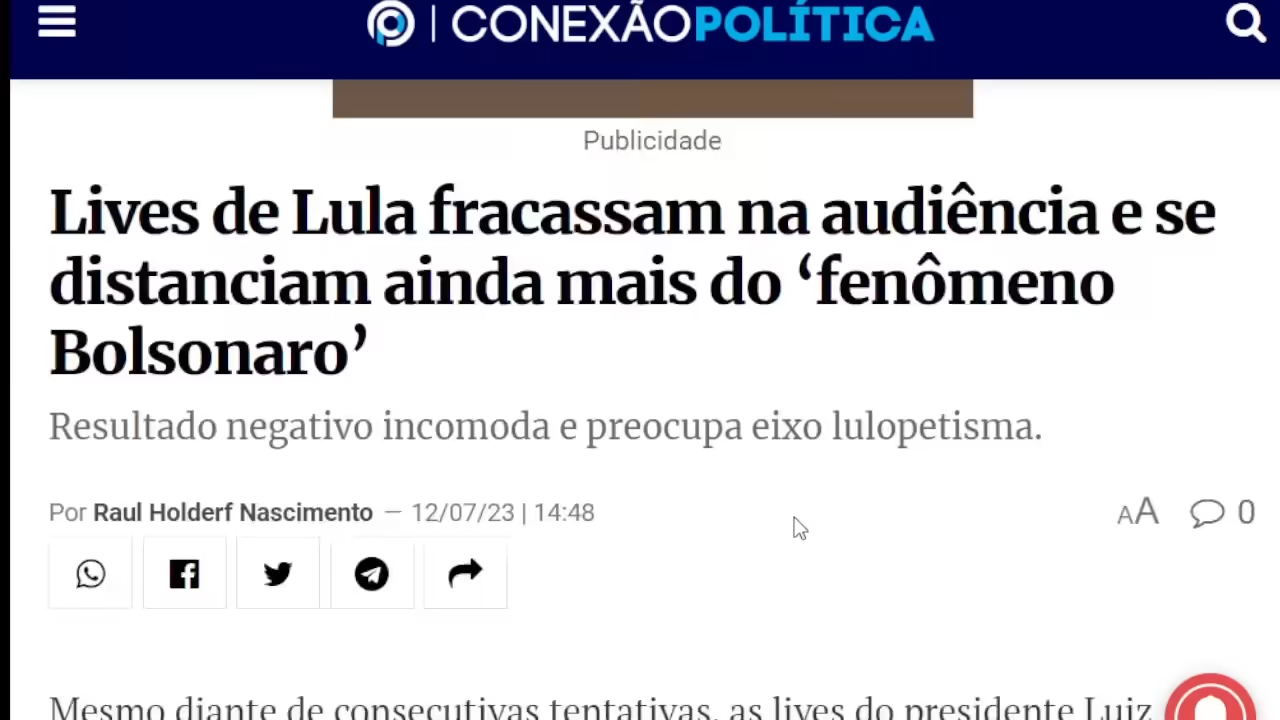 CONEXÃOPOLÍTICA
Publicidade
Lives de Lula fracassam na audiência e se
distanciam ainda mais do ‘fenômeno
Bolsonaro’
Resultado negativo incomoda e preocupa eixo lulopetisma.
Por Raul Holderf Nascimento — 12/07/23 | 14:48
AA 0
Mesmo diante de consecutivas tentativas, as lives do presidente Luiz